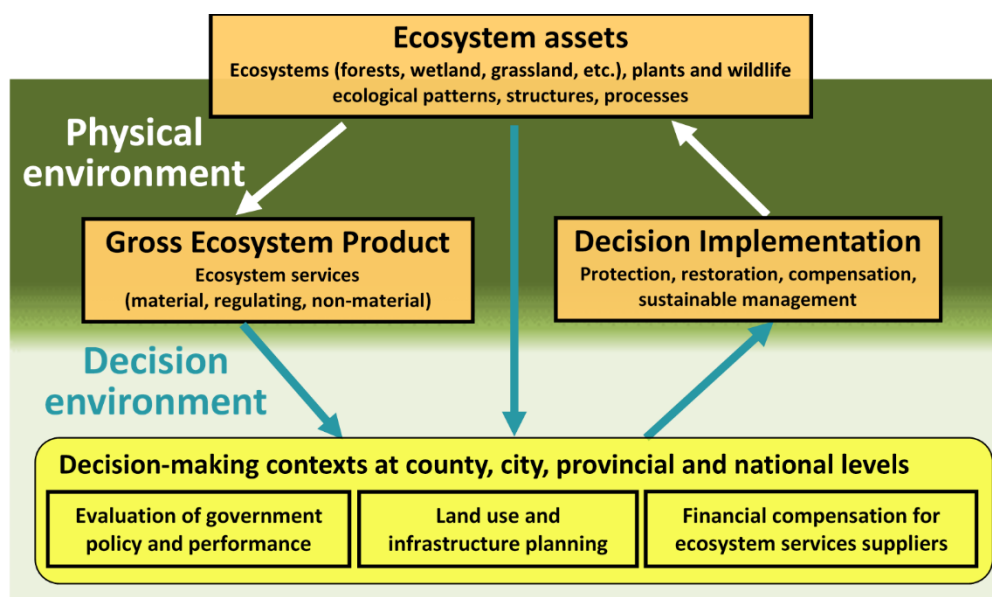 Ecosystem assets
Ecosystems (forests, wetland, grassland, etc.), plants and wildlife
ecological patterns, structures, processes
Physical
environment
Gross Ecosystem Product
Ecosystem services
(material, regulating, non-material)
Decision Implementation
Protection, restoration, compensation,
sustainable management
Decision
environment
Decision-making contexts at county, city, provincial and national levels
Evaluation of government
policy and performance
Land use and
infrastructure planning
Financial compensation for
ecosystem services suppliers